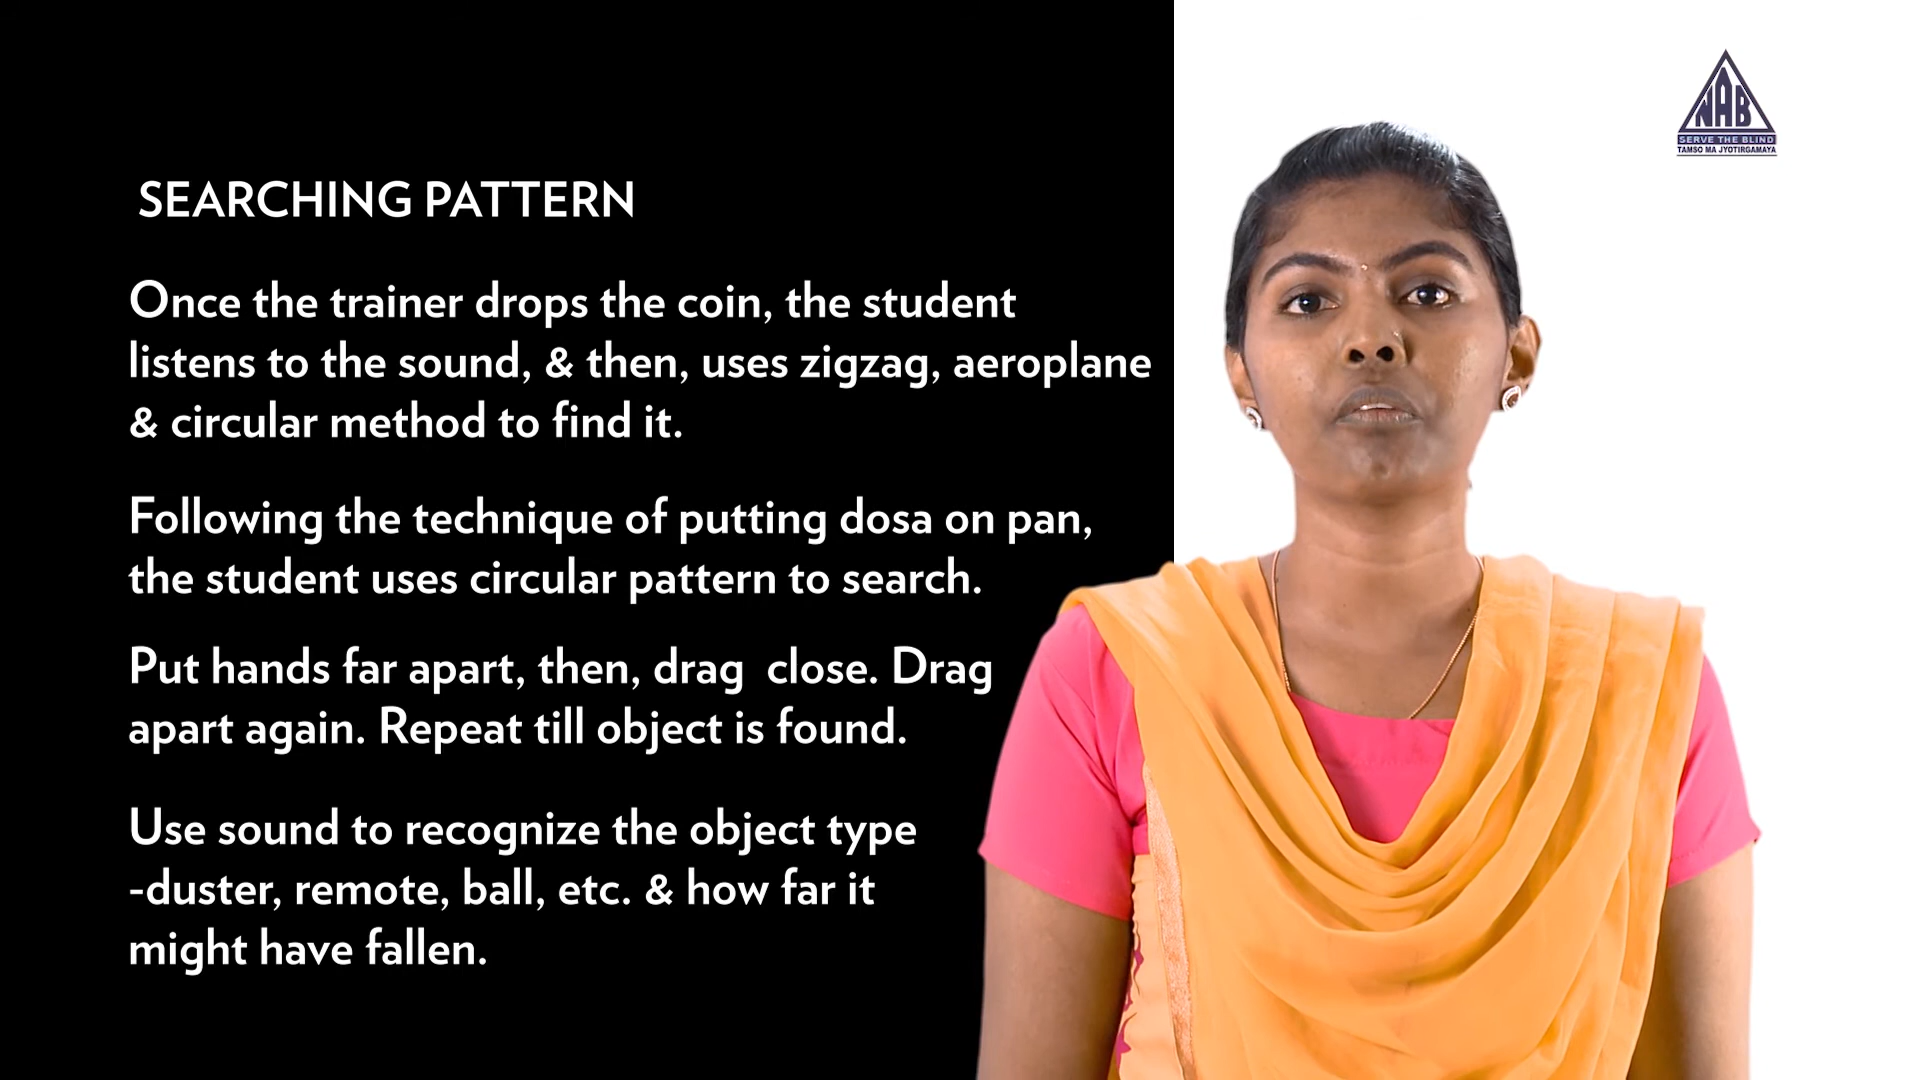 NAB
SERVE THE BLIND
TAMSO MA JYOTIRGAMAYA
SEARCHING PATTERN
Once the trainer drops the coin, the student
listens to the sound, & then, uses zigzag, aeroplane
& circular method to find it.
Following the technique of putting dosa on pan,
the student uses circular pattern to search.
Put hands far apart, then, drag  close. Drag
apart again. Repeat till object is found.
Use sound to recognize the object type
-duster, remote, ball, etc. & how far it
might have fallen.